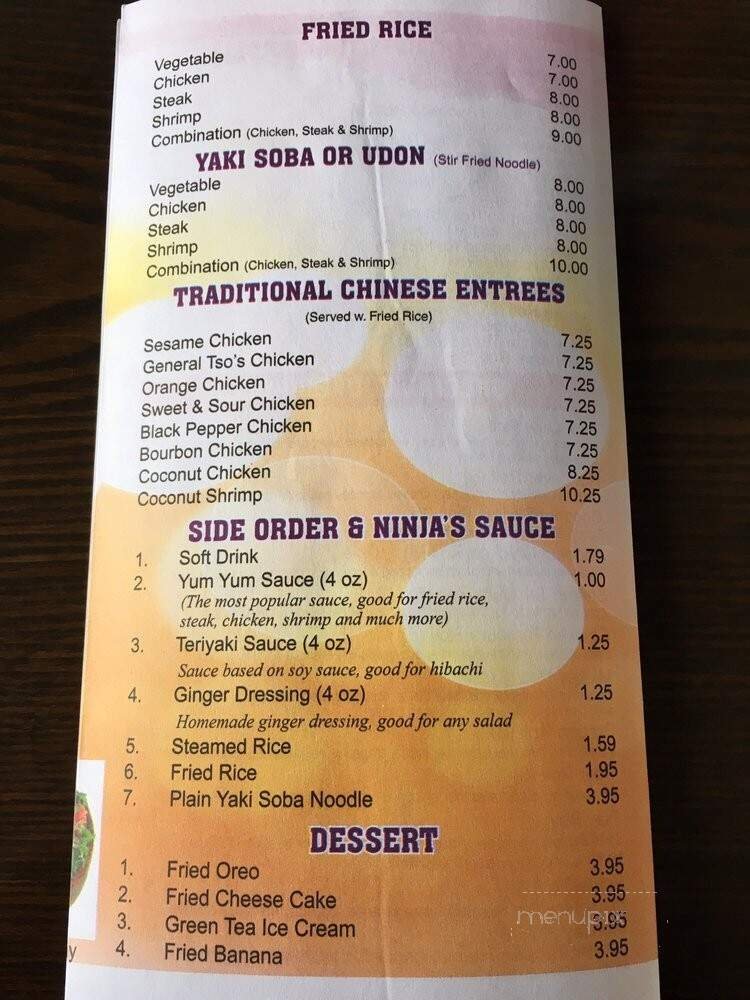 FRIED RICE
Vegetable 7.00
Chicken 7.00
Steak 8.00
Shrimp 8.00
Combination (Chicken, Steak & Shrimp) 9.00
YAKI SOBA OR UDON (Stir Fried Noodle)
Vegetable 8.00
Chicken 8.00
Steak 8.00
Shrimp 8.00
Combination (Chicken, Steak & Shrimp) 10.00
TRADITIONAL CHINESE ENTREES
(Served w. Fried Rice)
Sesame Chicken 7.25
General Tso's Chicken 7.25
Orange Chicken 7.25
Sweet & Sour Chicken 7.25
Black Pepper Chicken 7.25
Bourbon Chicken 7.25
Coconut Chicken 8.25
Coconut Shrimp 10.25
SIDE ORDER & NINJA'S SAUCE
1. Soft Drink 1.79
2. Yum Yum Sauce (4 oz) 1.00
(The most popular sauce, good for fried rice,
steak, chicken, shrimp and much more)
3. Teriyaki Sauce (4 oz) 1.25
Sauce based on soy sauce, good for hibachi
4. Ginger Dressing (4 oz) 1.25
Homemade ginger dressing, good for any salad
5. Steamed Rice 1.59
6. Fried Rice 1.95
7. Plain Yaki Soba Noodle 3.95
DESSERT
1. Fried Oreo 3.95
2. Fried Cheese Cake 3.95
3. Green Tea Ice Cream 3.95
4. Fried Banana 3.95
y
menupix